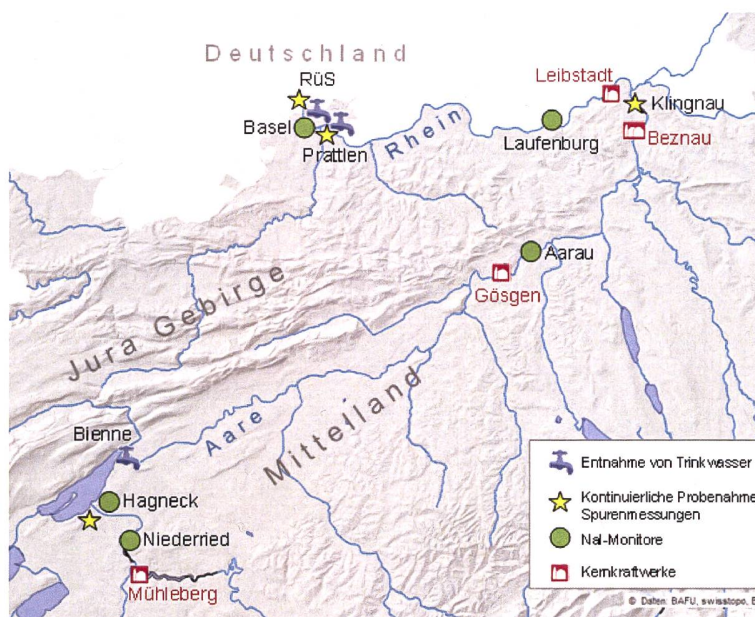 Deutschland
RüS
Leibstadt
Klingnau
Basel
Prattlen
Rhein
Laufenburg
Beznau
Aarau
Gösgen
Jura Gebirge
Mittelland
Aare
Bienne
Hagneck
Niederried
Mühleberg
Entnahme von Trinkwasser
Kontinuierliche Probenahme
Spurenmessungen
NaI-Monitore
Kernkraftwerke
© Daten: BAFU, swisstopo, B